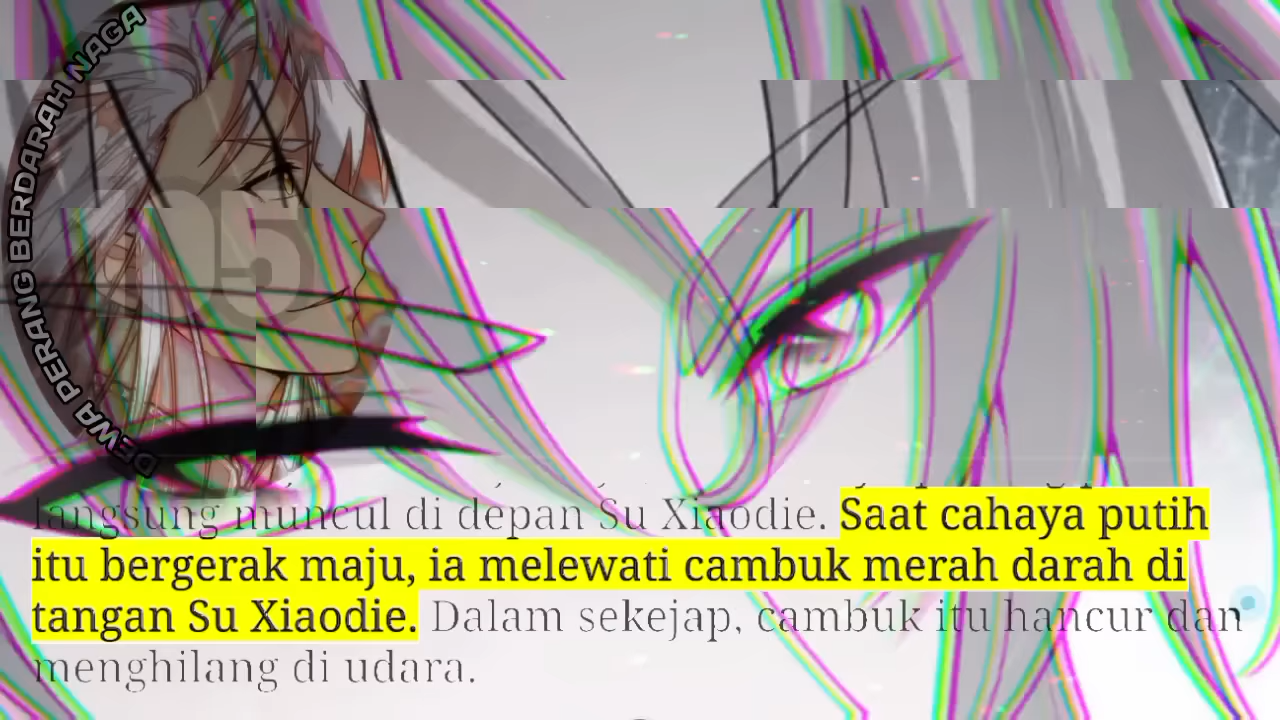 DEWA PERANG BERDARAH NAGA
langsung muncul di depan Su Xiaodie. Saat cahaya putih
itu bergerak maju, ia melewati cambuk merah darah di
tangan Su Xiaodie. Dalam sekejap, cambuk itu hancur dan
menghilang di udara.